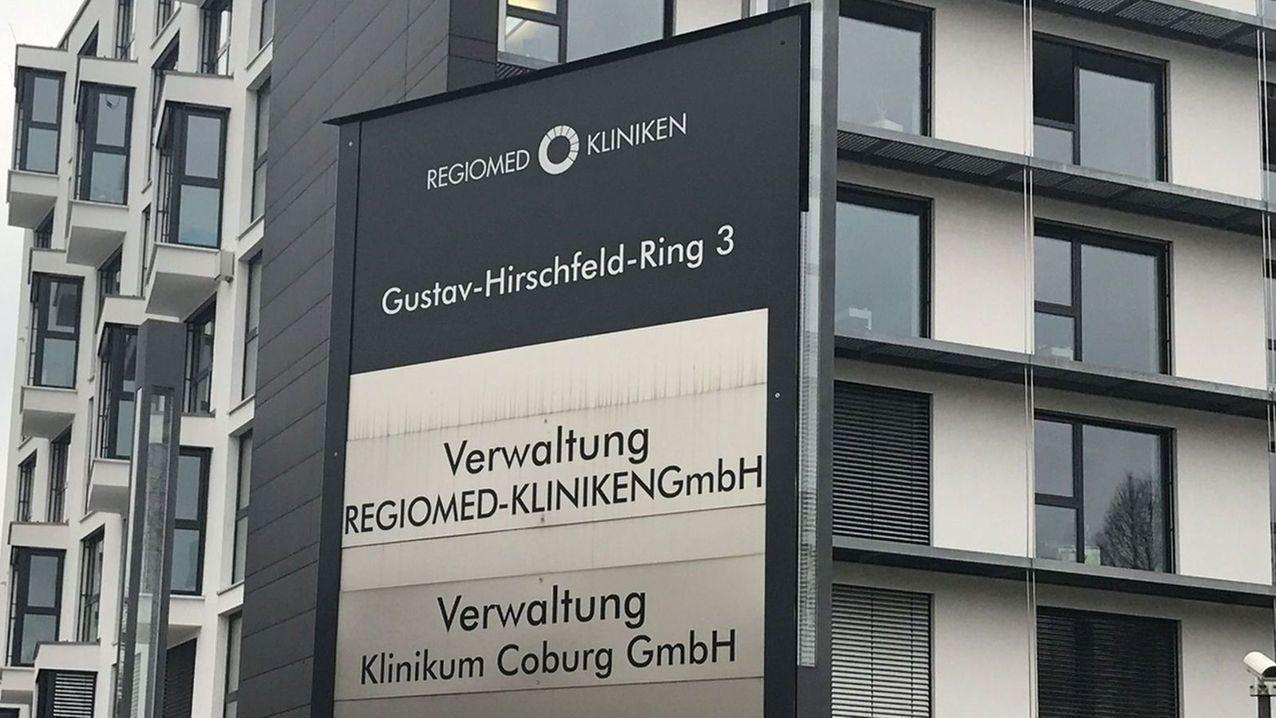 REGIOMED KLINIKEN
Gustav-Hirschfeld-Ring 3
Verwaltung
REGIOMED-KLINIKENGmbH
Verwaltung
Klinikum Coburg GmbH